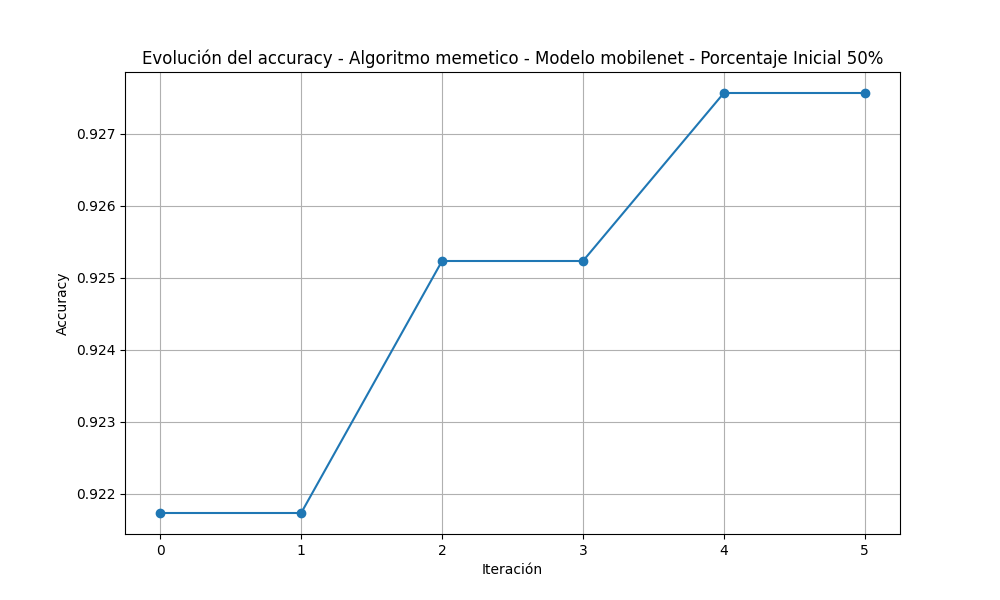 Evolución del accuracy - Algoritmo memetico - Modelo mobilenet - Porcentaje Inicial 50%
0.927
0.926
0.925
0.924
0.923
0.922
Accuracy
0 1 2 3 4 5
Iteración